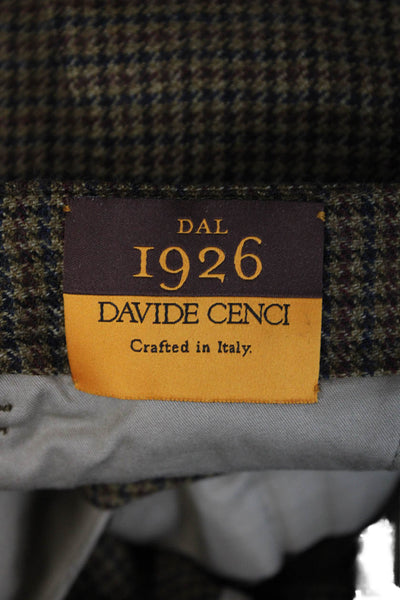 DAL
1926
DAVIDE CENCI
Crafted in Italy.